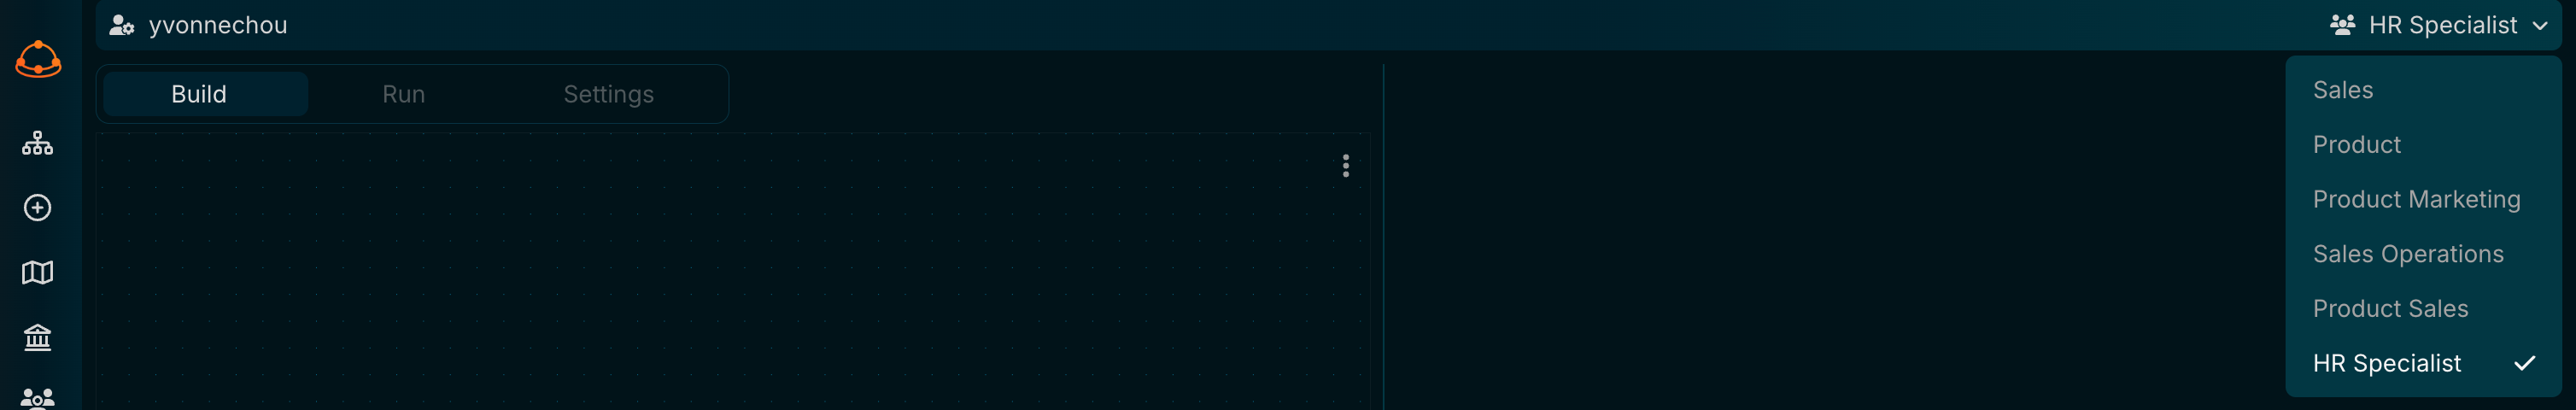 yvonnechou
HR Specialist
Build
Run
Settings
Sales
Product
Product Marketing
Sales Operations
Product Sales
HR Specialist